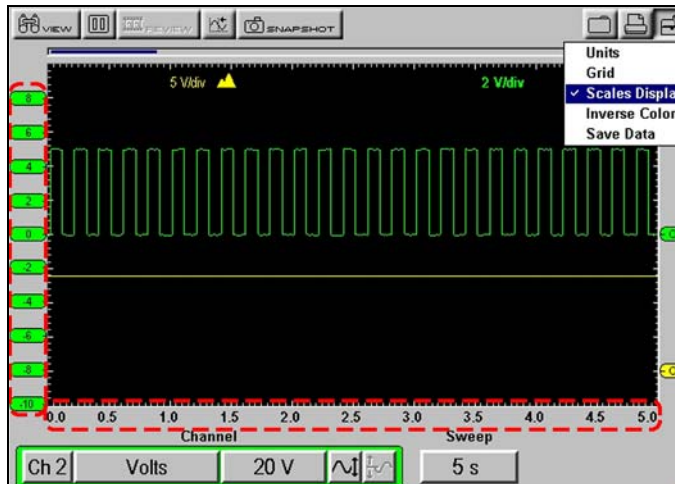 VIEW REVIEW SNAPSHOT
Units
Grid
Scales Displa
Inverse Color
Save Data
5 V/div 2 V/div
8
6
4
2
0
-2
-4
-6
-8
-10
0.0 0.5 1.0 1.5 2.0 2.5 3.0 3.5 4.0 4.5 5.0
Channel Sweep
Ch 2 Volts 20 V 5 s